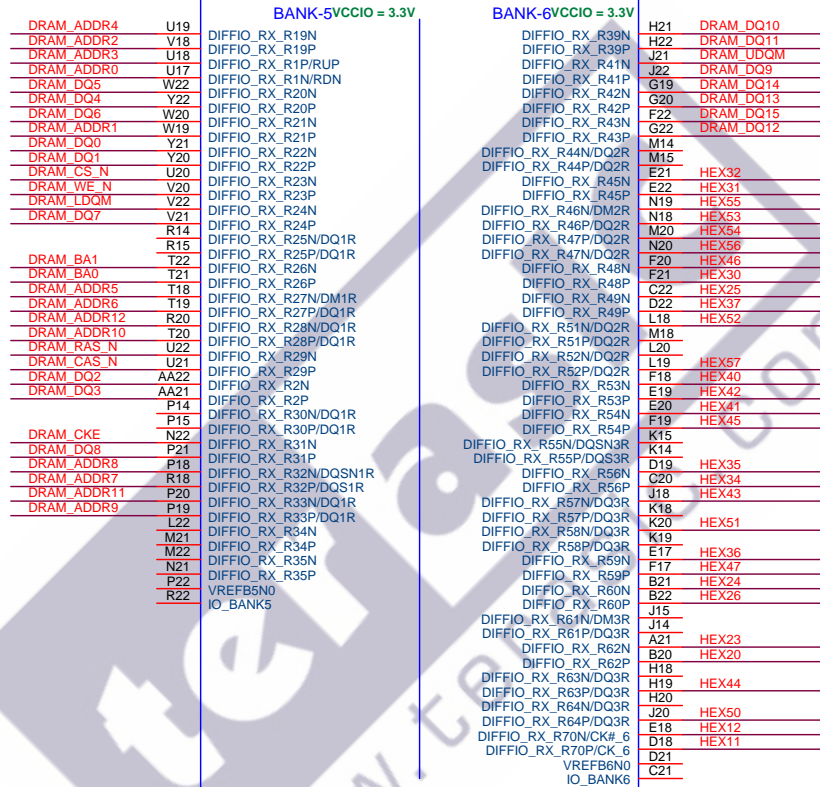 BANK-5 VCCIO = 3.3V
DRAM_ADDR4 U19 DIFFIO_RX_R19N
DRAM_ADDR2 V18 DIFFIO_RX_R19P
DRAM_ADDR3 U18 DIFFIO_RX_R1P/RUP
DRAM_ADDR0 U17 DIFFIO_RX_R1N/RDN
DRAM_DQ5 W22 DIFFIO_RX_R20N
DRAM_DQ4 Y22 DIFFIO_RX_R20P
DRAM_DQ6 W20 DIFFIO_RX_R21N
DRAM_ADDR1 W19 DIFFIO_RX_R21P
DRAM_DQ0 Y21 DIFFIO_RX_R22N
DRAM_DQ1 Y20 DIFFIO_RX_R22P
DRAM_CS_N U20 DIFFIO_RX_R23N
DRAM_WE_N V20 DIFFIO_RX_R23P
DRAM_LDQM V22 DIFFIO_RX_R24N
DRAM_DQ7 V21 DIFFIO_RX_R24P
R14 DIFFIO_RX_R25N/DQ1R
R15 DIFFIO_RX_R25P/DQ1R
DRAM_BA1 T22 DIFFIO_RX_R26N
DRAM_BA0 T21 DIFFIO_RX_R26P
DRAM_ADDR5 T18 DIFFIO_RX_R27N/DM1R
DRAM_ADDR6 T19 DIFFIO_RX_R27P/DQ1R
DRAM_ADDR12 R20 DIFFIO_RX_R28N/DQ1R
DRAM_ADDR10 T20 DIFFIO_RX_R28P/DQ1R
DRAM_RAS_N U22 DIFFIO_RX_R29N
DRAM_CAS_N U21 DIFFIO_RX_R29P
DRAM_DQ2 AA22 DIFFIO_RX_R2N
DRAM_DQ3 AA21 DIFFIO_RX_R2P
P14 DIFFIO_RX_R30N/DQ1R
P15 DIFFIO_RX_R30P/DQ1R
DRAM_CKE N22 DIFFIO_RX_R31N
DRAM_DQ8 P21 DIFFIO_RX_R31P
DRAM_ADDR8 P18 DIFFIO_RX_R32N/DQSN1R
DRAM_ADDR7 R18 DIFFIO_RX_R32P/DQS1R
DRAM_ADDR11 P20 DIFFIO_RX_R33N/DQ1R
DRAM_ADDR9 P19 DIFFIO_RX_R33P/DQ1R
L22 DIFFIO_RX_R34N
M21 DIFFIO_RX_R34P
M22 DIFFIO_RX_R35N
N21 DIFFIO_RX_R35P
P22 VREFB5N0
R22 IO_BANK5
BANK-6 VCCIO = 3.3V
DIFFIO_RX_R39N H21 DRAM_DQ10
DIFFIO_RX_R39P H22 DRAM_DQ11
DIFFIO_RX_R41N J21 DRAM_UDQM
DIFFIO_RX_R41P J22 DRAM_DQ9
DIFFIO_RX_R42N G19 DRAM_DQ14
DIFFIO_RX_R42P G20 DRAM_DQ13
DIFFIO_RX_R43N F22 DRAM_DQ15
DIFFIO_RX_R43P G22 DRAM_DQ12
DIFFIO_RX_R44N/DQ2R M14
DIFFIO_RX_R44P/DQ2R M15
DIFFIO_RX_R45N E21 HEX32
DIFFIO_RX_R45P E22 HEX31
DIFFIO_RX_R46N/DM2R N19 HEX55
DIFFIO_RX_R46P/DQ2R N18 HEX53
DIFFIO_RX_R47P/DQ2R M20 HEX54
DIFFIO_RX_R47N/DQ2R N20 HEX56
DIFFIO_RX_R48N F20 HEX46
DIFFIO_RX_R48P F21 HEX30
DIFFIO_RX_R49N C22 HEX25
DIFFIO_RX_R49P D22 HEX37
DIFFIO_RX_R51N/DQ2R L18 HEX52
DIFFIO_RX_R51P/DQ2R M18
DIFFIO_RX_R52N/DQ2R L20
DIFFIO_RX_R52P/DQ2R L19 HEX57
DIFFIO_RX_R53N F18 HEX40
DIFFIO_RX_R53P E19 HEX42
DIFFIO_RX_R54N E20 HEX41
DIFFIO_RX_R54P F19 HEX45
DIFFIO_RX_R55N/DQSN3R K15
DIFFIO_RX_R55P/DQS3R K14
DIFFIO_RX_R56N D19 HEX35
DIFFIO_RX_R56P C20 HEX34
DIFFIO_RX_R57N/DQ3R J18 HEX43
DIFFIO_RX_R57P/DQ3R K18
DIFFIO_RX_R58N/DQ3R K20 HEX51
DIFFIO_RX_R58P/DQ3R K19
DIFFIO_RX_R59N E17 HEX36
DIFFIO_RX_R59P F17 HEX47
DIFFIO_RX_R60N B21 HEX24
DIFFIO_RX_R60P B22 HEX26
DIFFIO_RX_R61N/DM3R J15
DIFFIO_RX_R61P/DQ3R J14
DIFFIO_RX_R62N A21 HEX23
DIFFIO_RX_R62P B20 HEX20
DIFFIO_RX_R63N/DQ3R H18
DIFFIO_RX_R63P/DQ3R H19 HEX44
DIFFIO_RX_R64N/DQ3R H20
DIFFIO_RX_R64P/DQ3R J20 HEX50
DIFFIO_RX_R70N/CK#_6 E18 HEX12
DIFFIO_RX_R70P/CK_6 D18 HEX11
VREFB6N0 D21
IO_BANK6 C21
terasic